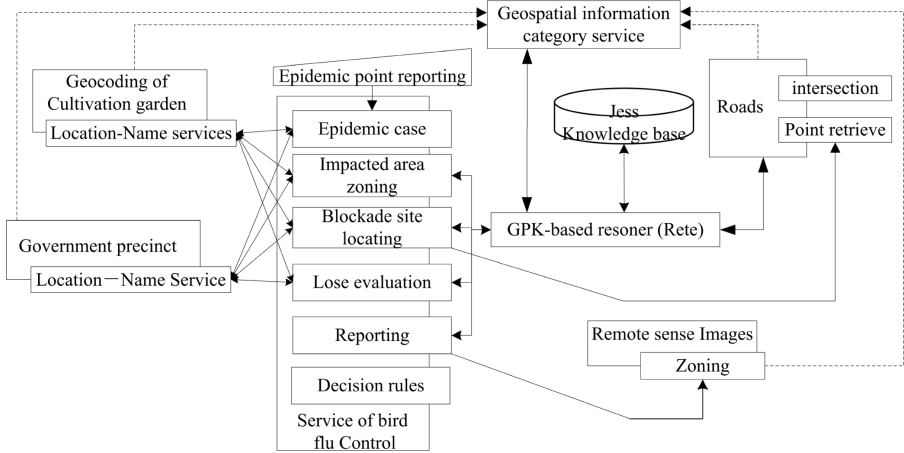 Geospatial information
category service
Epidemic point reporting
Geocoding of
Cultivation garden
Location-Name services
Epidemic case
Impacted area
zoning
Blockade site
locating
Lose evaluation
Reporting
Decision rules
Service of bird
flu Control
Government precinct
Location－Name Service
Jess
Knowledge base
GPK-based resoner (Rete)
Roads
intersection
Point retrieve
Remote sense Images
Zoning